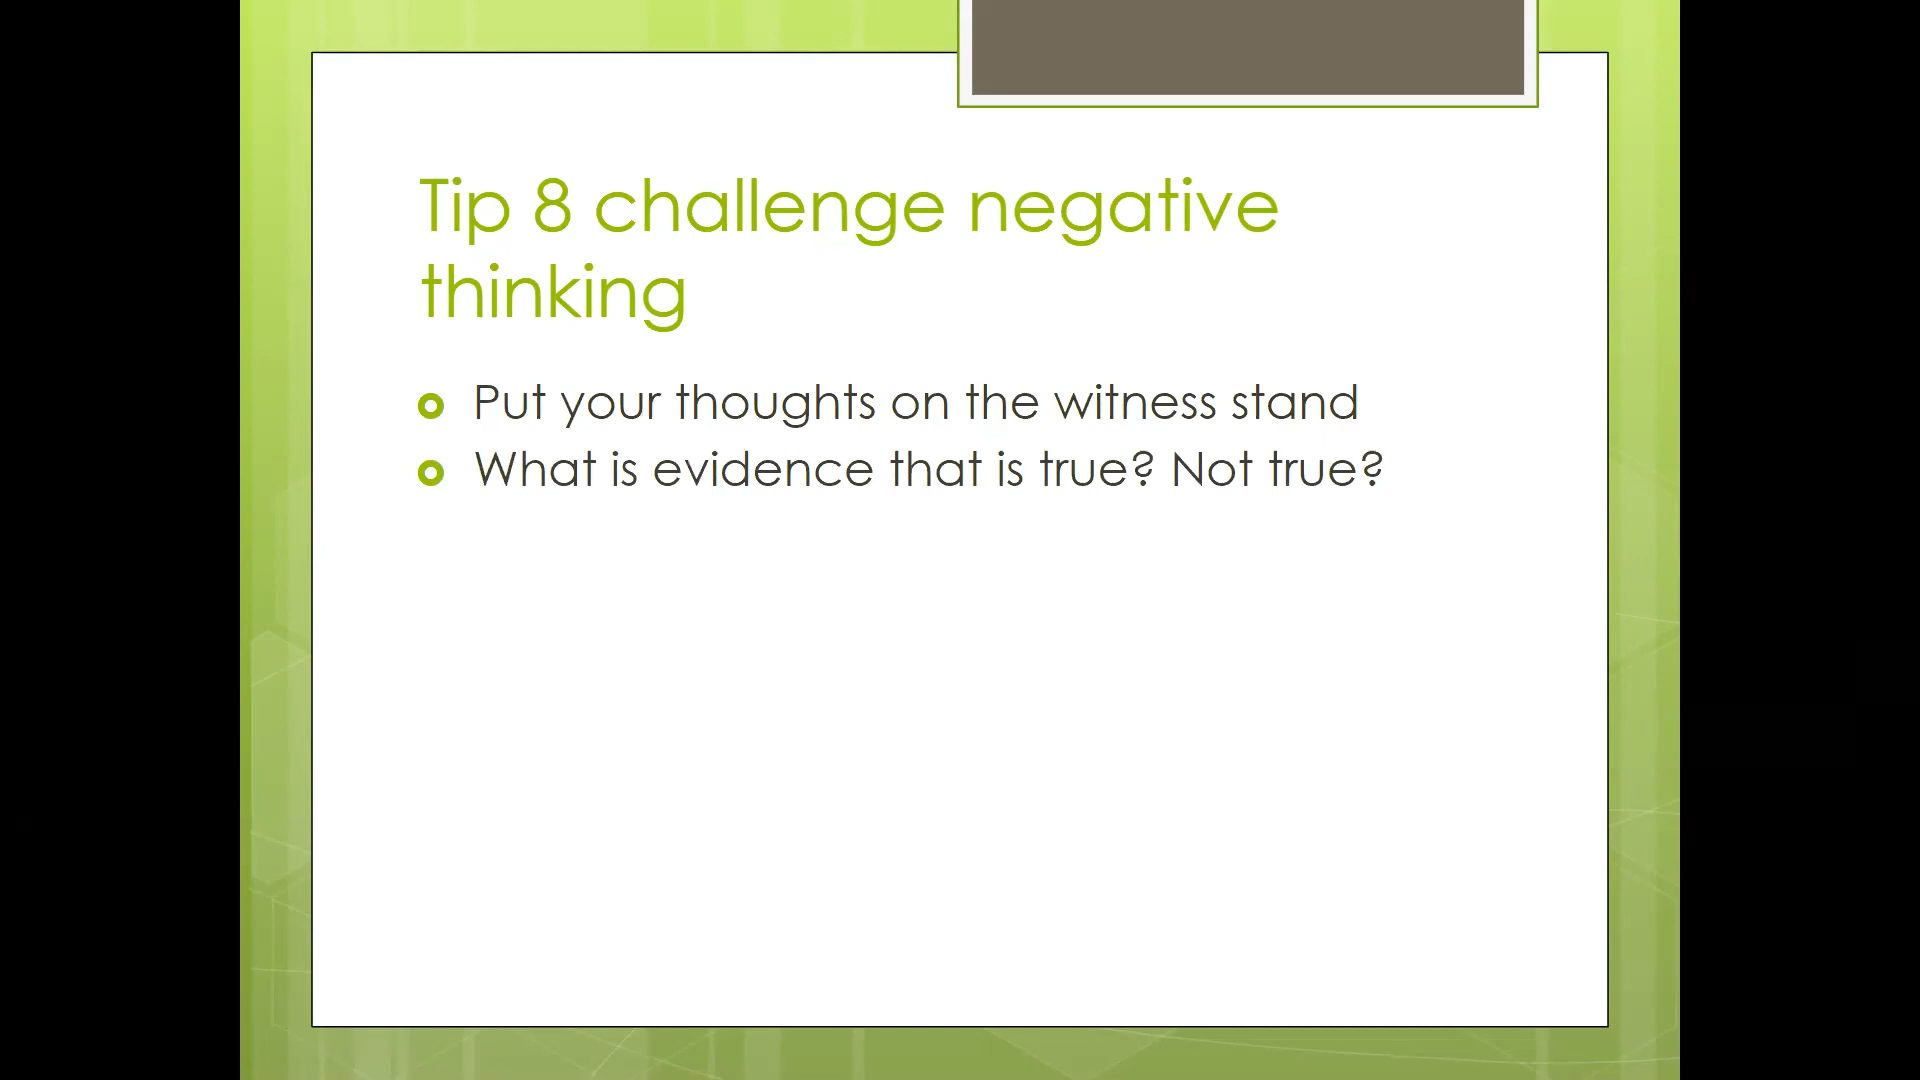 Tip 8 challenge negative
thinking
Put your thoughts on the witness stand
What is evidence that is true? Not true?